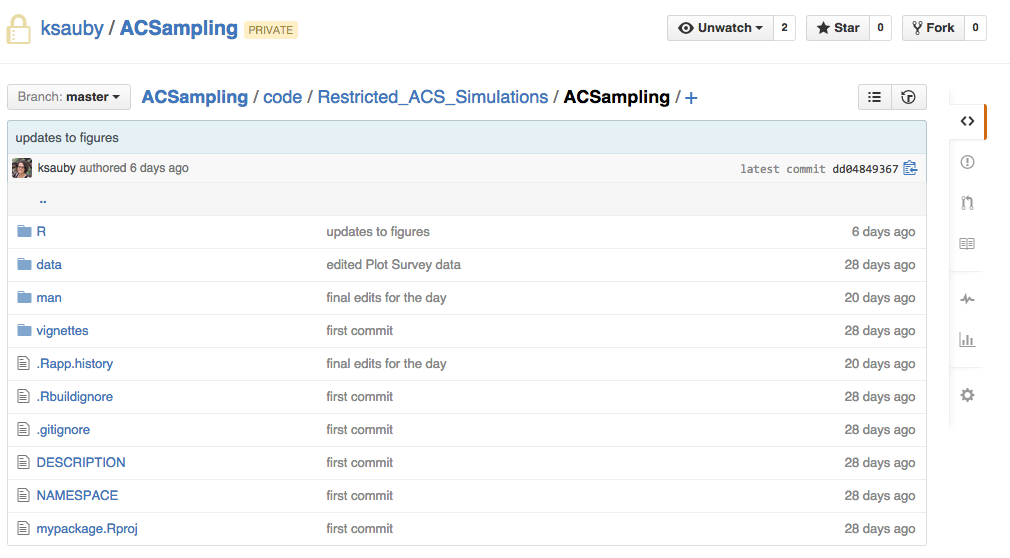 ksauby / ACSampling PRIVATE Unwatch 2 Star 0 Fork 0
Branch: master ACSampling / code / Restricted_ACS_Simulations / ACSampling / +
updates to figures
ksauby authored 6 days ago latest commit dd04849367
..
R updates to figures 6 days ago
data edited Plot Survey data 28 days ago
man final edits for the day 20 days ago
vignettes first commit 28 days ago
.Rapp.history final edits for the day 20 days ago
.Rbuildignore first commit 28 days ago
.gitignore first commit 28 days ago
DESCRIPTION first commit 28 days ago
NAMESPACE first commit 28 days ago
mypackage.Rproj first commit 28 days ago